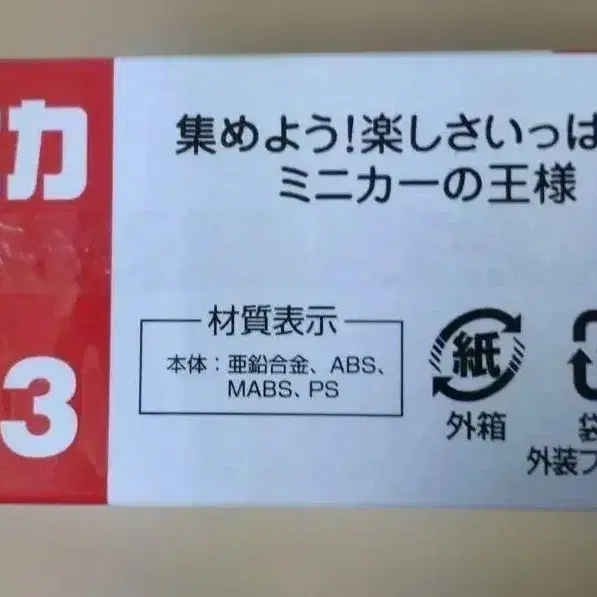 カ
集めよう!楽しさいっぱ
ミニカーの王様
3
材質表示
本体:亜鉛合金、ABS、
MABS、PS
紙
外箱
袋
外装フ